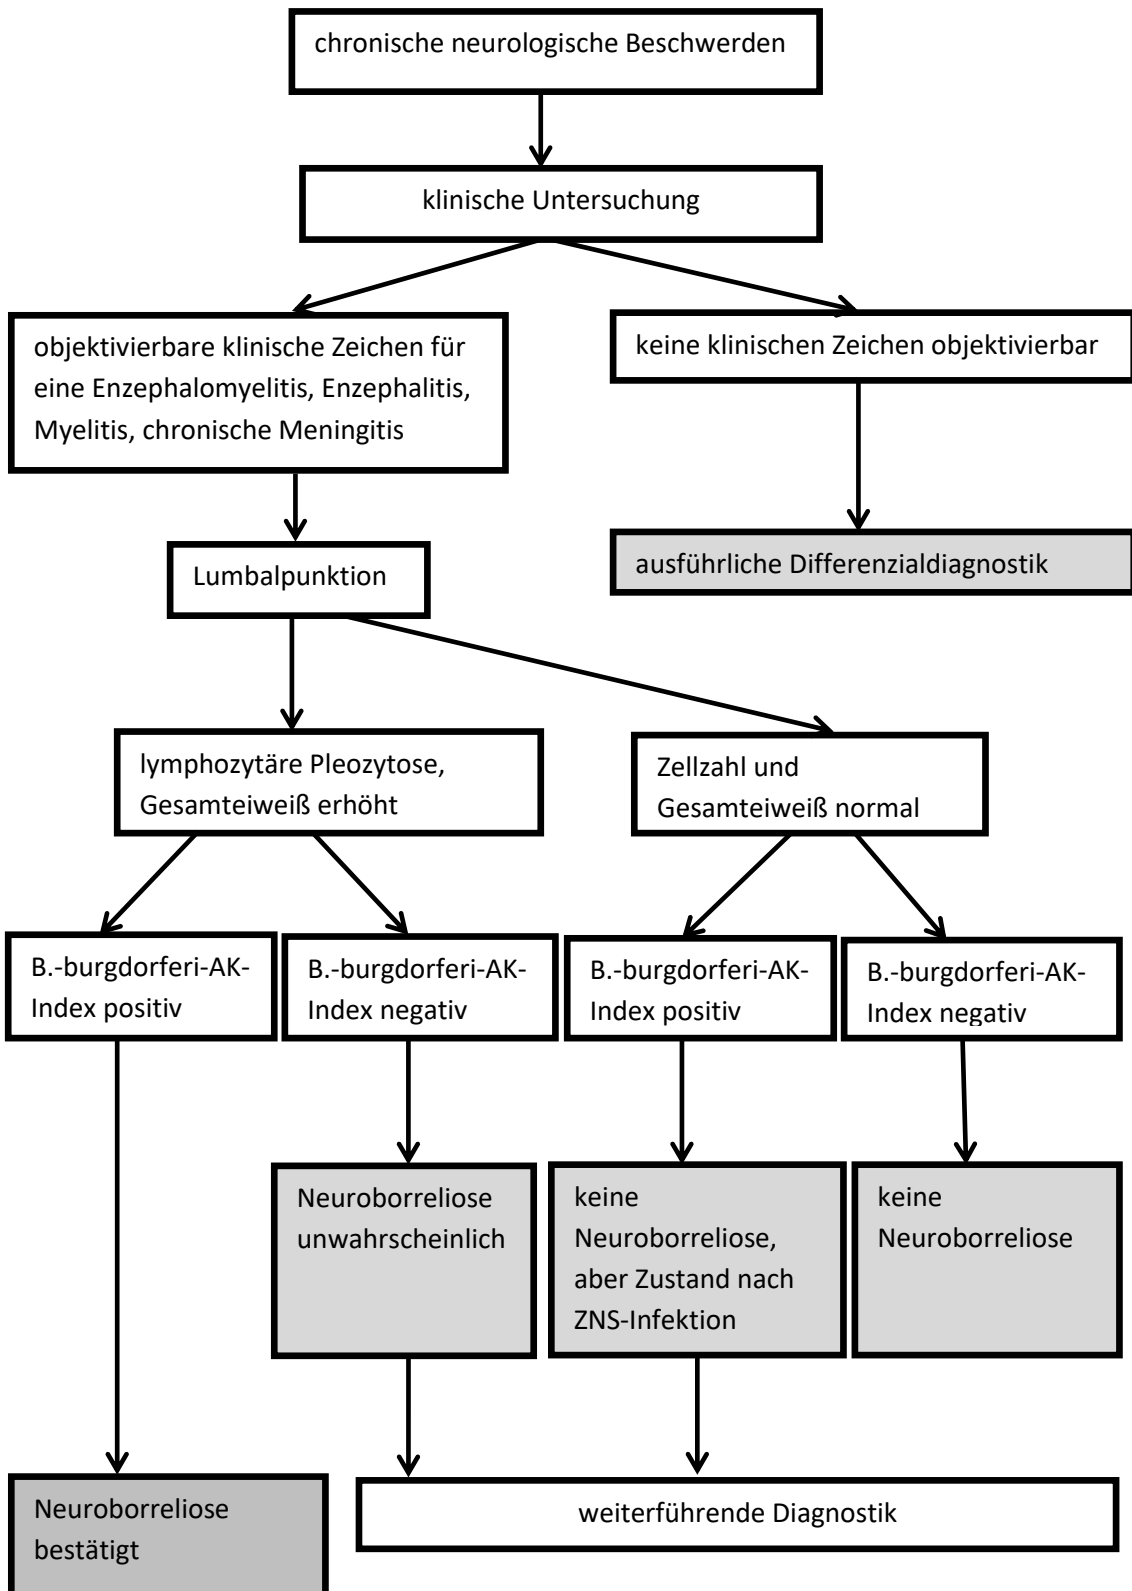 chronische neurologische Beschwerden
klinische Untersuchung
objektivierbare klinische Zeichen für
eine Enzephalomyelitis, Enzephalitis,
Myelitis, chronische Meningitis
keine klinischen Zeichen objektivierbar
ausführliche Differenzialdiagnostik
Lumbalpunktion
lymphozytäre Pleozytose,
Gesamteiweiß erhöht
Zellzahl und
Gesamteiweiß normal
B.-burgdorferi-AK-
Index positiv
B.-burgdorferi-AK-
Index negativ
B.-burgdorferi-AK-
Index positiv
B.-burgdorferi-AK-
Index negativ
Neuroborreliose
unwahrscheinlich
keine
Neuroborreliose,
aber Zustand nach
ZNS-Infektion
keine
Neuroborreliose
Neuroborreliose
bestätigt
weiterführende Diagnostik